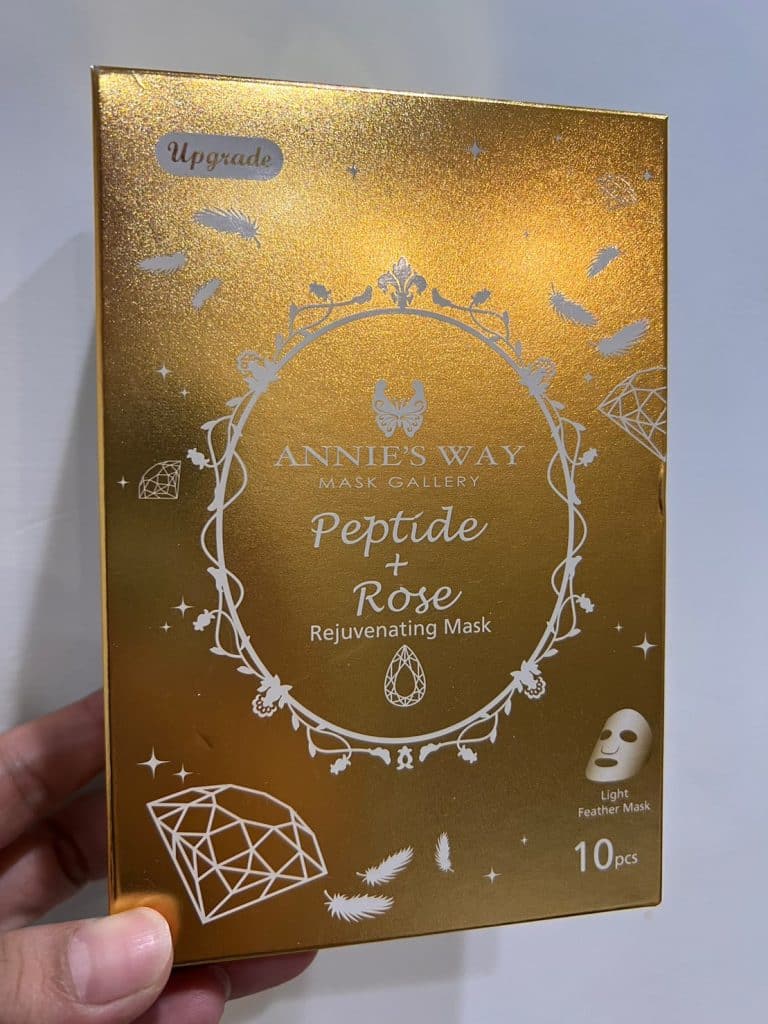 Upgrade
ANNIE'S WAY
MASK GALLERY
Peptide
+
Rose
Rejuvenating Mask
Light
Feather Mask
10pcs